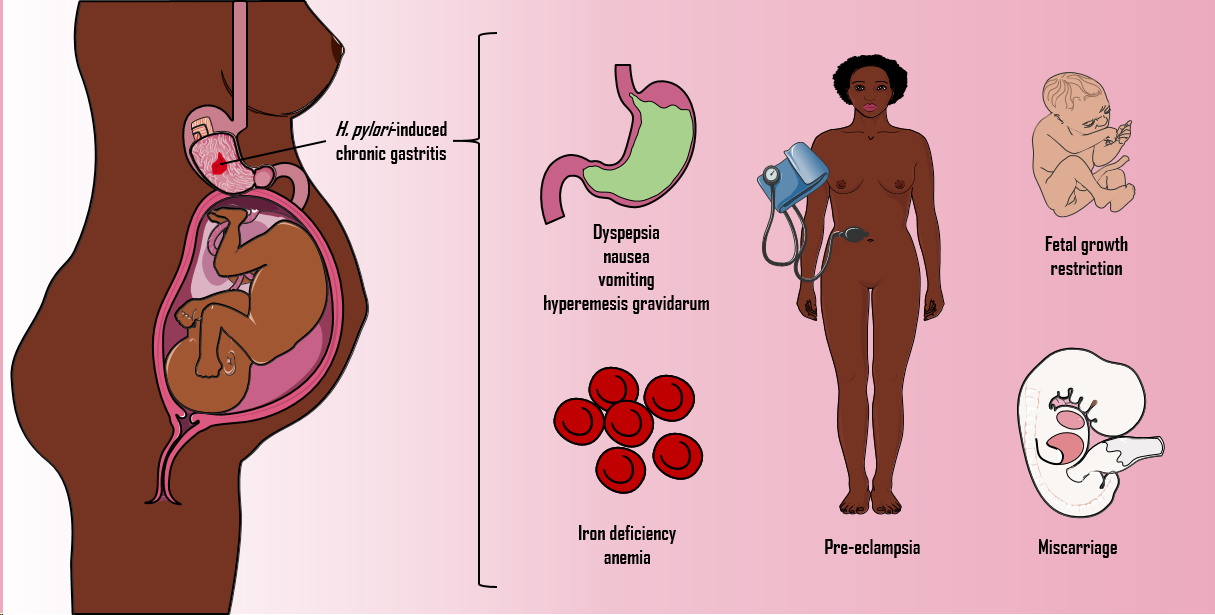 H. pylori-induced
chronic gastritis
Dyspepsia
nausea
vomiting
hyperemesis gravidarum
Iron deficiency
anemia
Pre-eclampsia
Fetal growth
restriction
Miscarriage